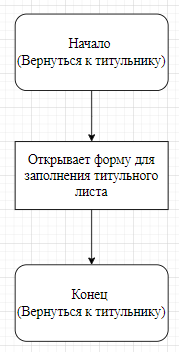 Начало
(Вернуться к титульнику)
Открывает форму для
заполнения титульного
листа
Конец
(Вернуться к титульнику)